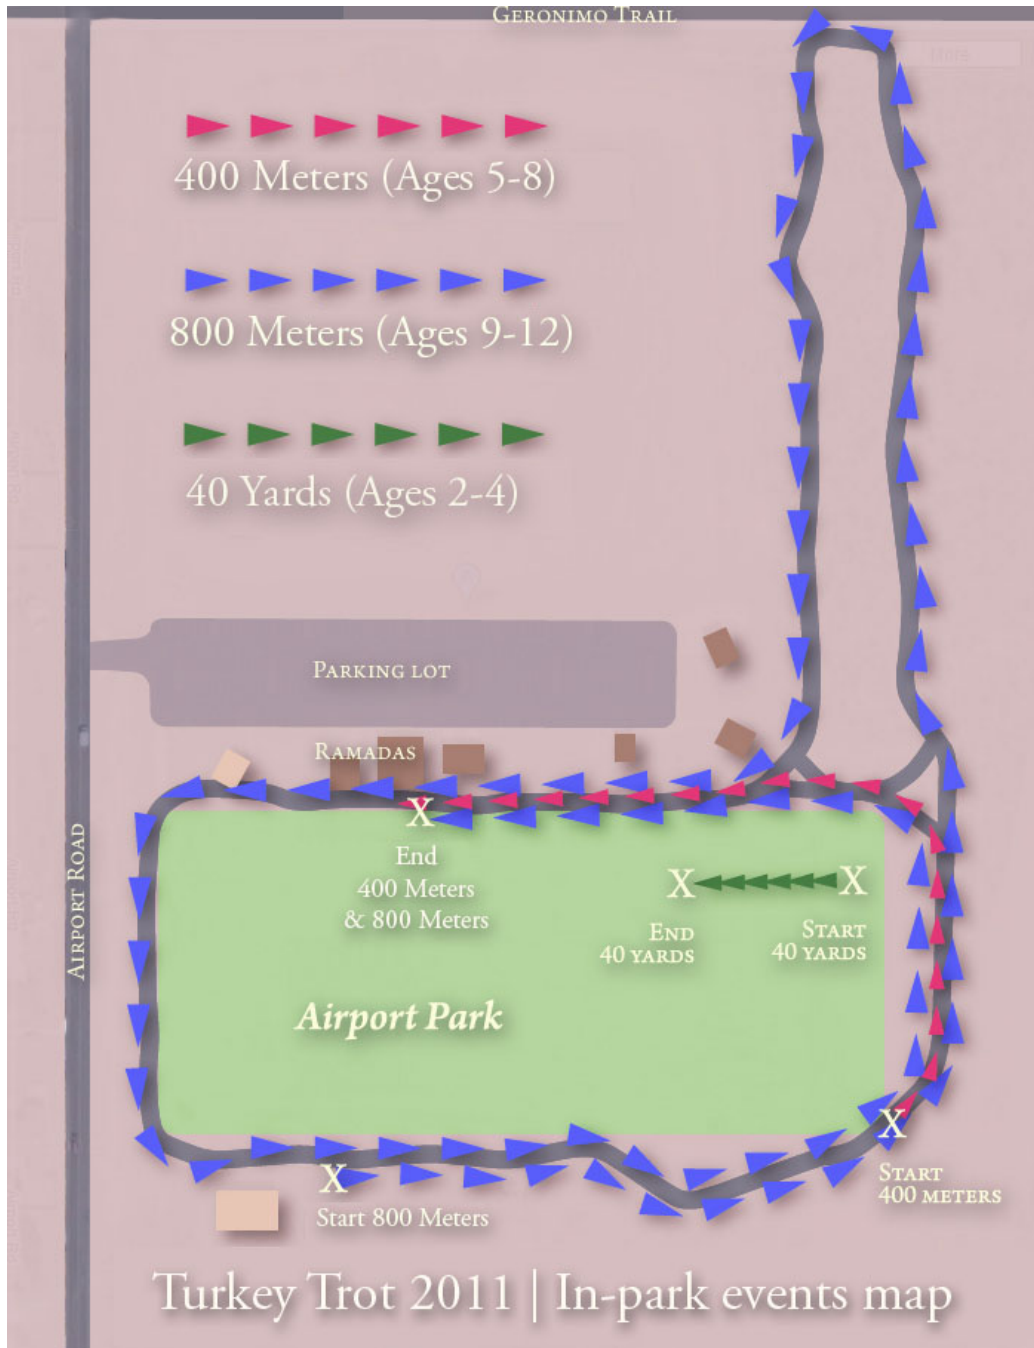 Geronimo Trail
400 Meters (Ages 5-8)
800 Meters (Ages 9-12)
40 Yards (Ages 2-4)
Parking lot
Ramadas
Airport Road
X
End
400 Meters
& 800 Meters
X
X
End
40 yards
Start
40 yards
Airport Park
X
Start
400 meters
X
Start 800 Meters
Turkey Trot 2011 | In-park events map